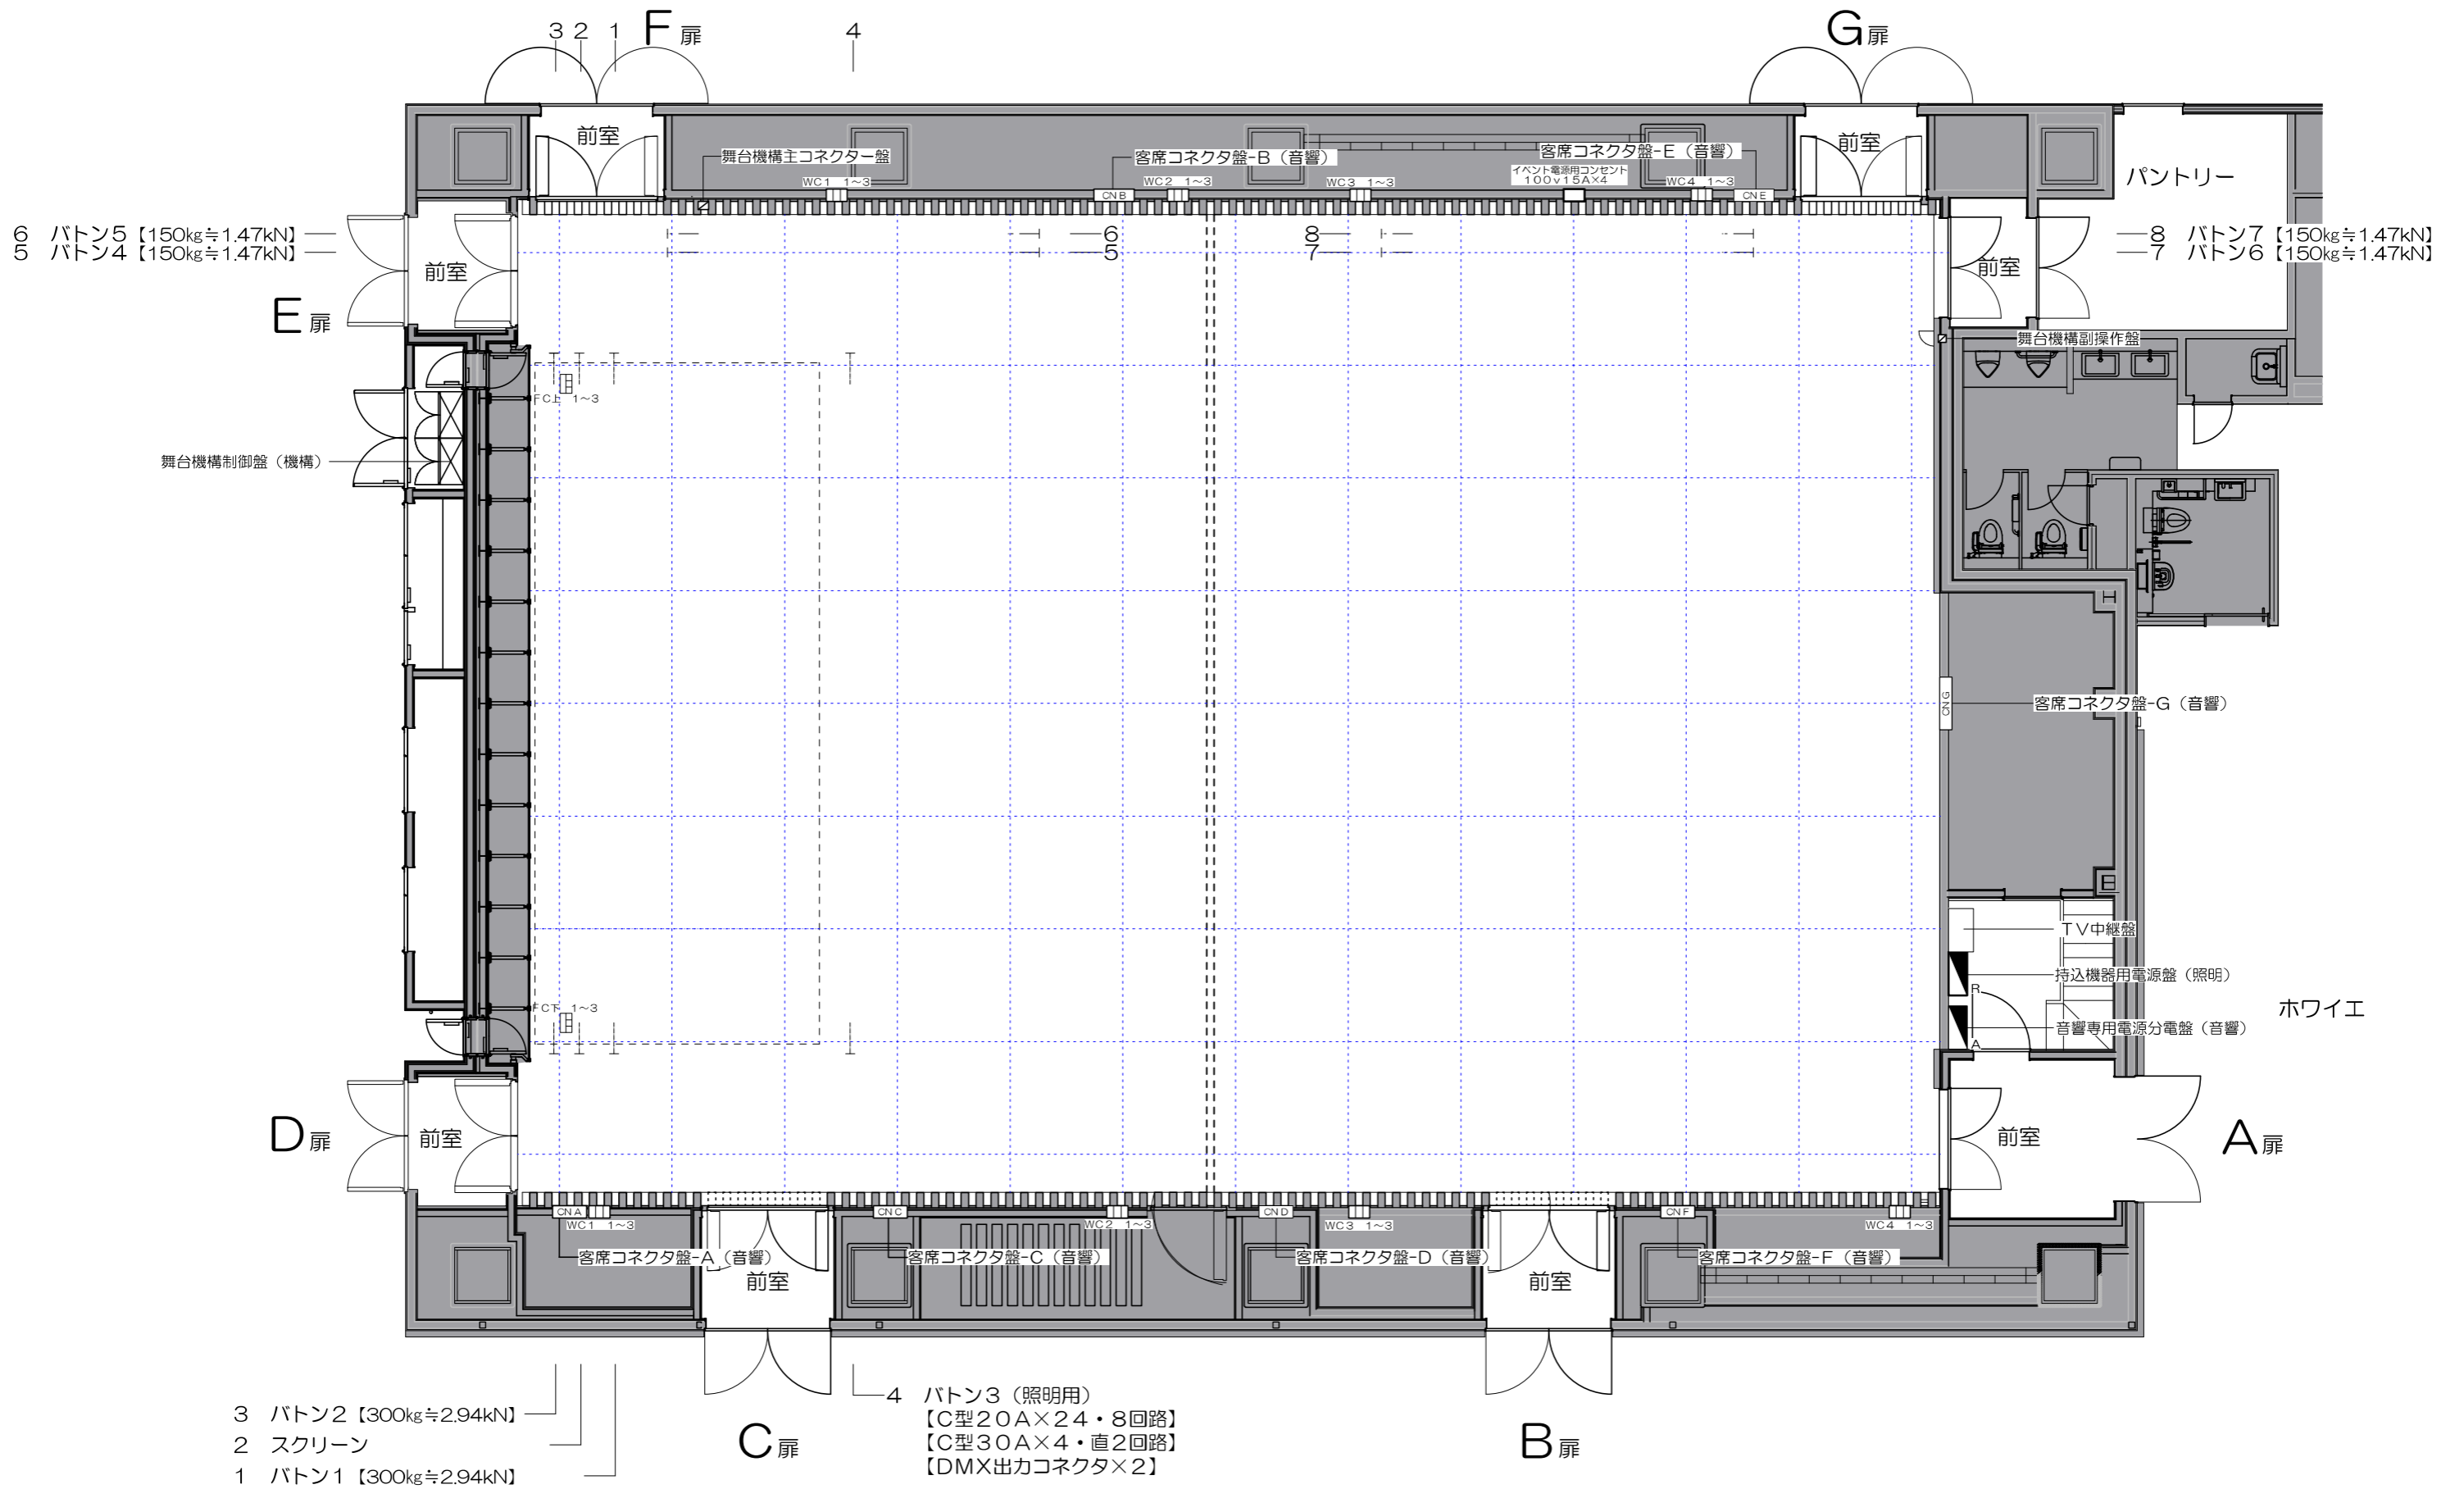 3 2 1
F扉
4
G扉
前室
前室
舞台機構主コネクター盤
客席コネクタ盤-B（音響）
客席コネクタ盤-E（音響）
イベント電源用コンセント
100v15A×4
WC1 1～3
WC2 1～3
WC3 1～3
WC4 1～3
CNB
CNE
パントリー
6 バトン5【150㎏≒1.47kN】
5 バトン4【150㎏≒1.47kN】
6
5
8
7
8 バトン7【150㎏≒1.47kN】
7 バトン6【150㎏≒1.47kN】
前室
前室
E扉
舞台機構副操作盤
FC上 1～3
舞台機構制御盤（機構）
CNG
客席コネクタ盤-G（音響）
TV中継盤
持込機器用電源盤（照明）
R
FC下 1～3
ホワイエ
音響専用電源分電盤（音響）
A
D扉
前室
前室
A扉
CNA
CNC
CND
CNF
WC1 1～3
WC2 1～3
WC3 1～3
WC4 1～3
客席コネクタ盤-A（音響）
客席コネクタ盤-C（音響）
客席コネクタ盤-D（音響）
客席コネクタ盤-F（音響）
前室
前室
3 バトン2【300㎏≒2.94kN】
2 スクリーン
1 バトン1【300㎏≒2.94kN】
C扉
4 バトン3（照明用）
【C型20A×24・8回路】
【C型30A×4・直2回路】
【DMX出力コネクタ×2】
B扉